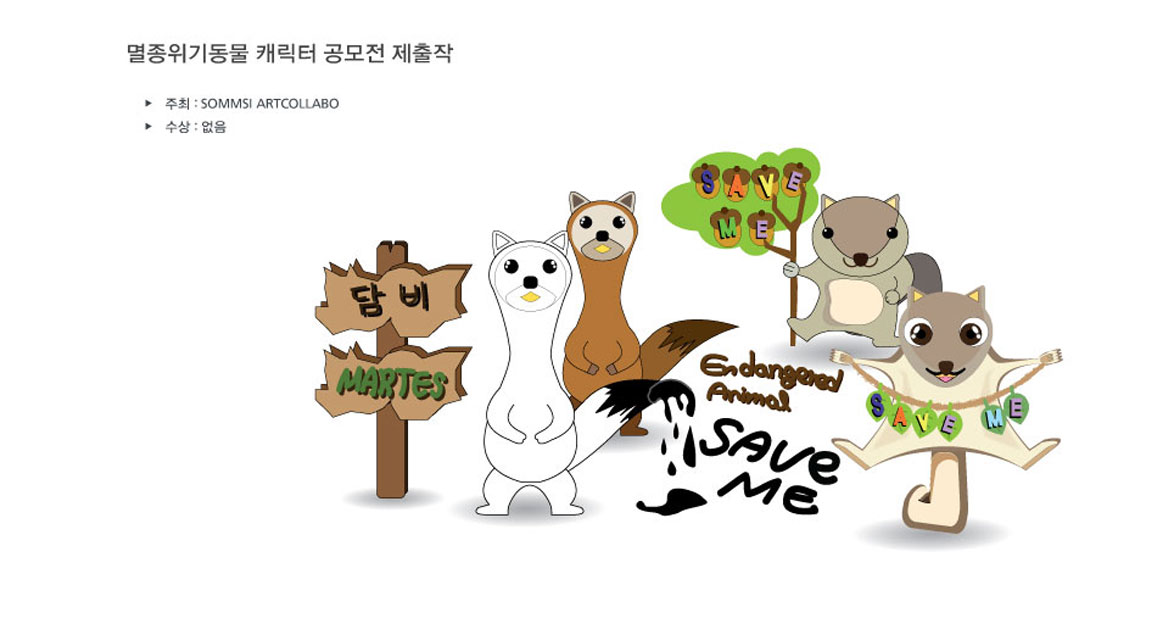 멸종위기동물 캐릭터 공모전 제출작
▶ 주최 : SOMMSI ARTCOLLABO
▶ 수상 : 없음
담비
MARTES
SAVE
ME
Endangered
Animal
SAVE
ME
SAVE ME